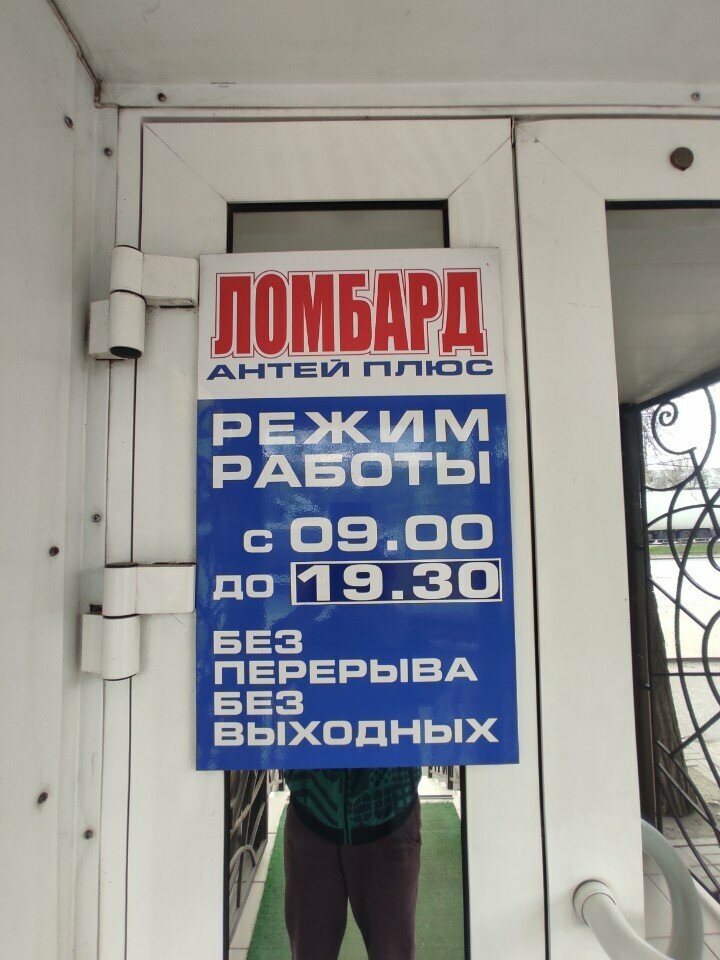 ЛОМБАРД
АНТЕЙ ПЛЮС
РЕЖИМ
РАБОТЫ
С 09.00
ДО 19.30
БЕЗ
ПЕРЕРЫВА
БЕЗ
ВЫХОДНЫХ